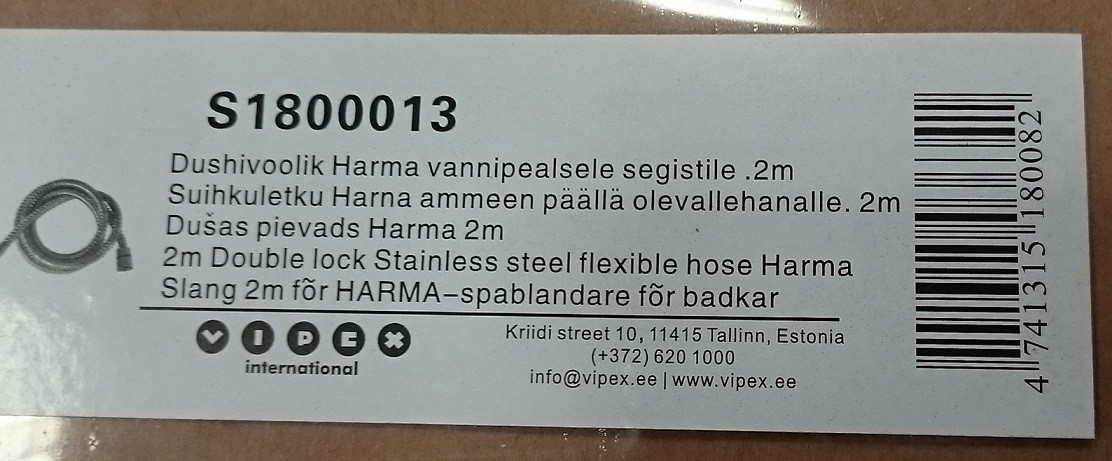 S1800013
Dushivoolik Harma vannipealsele segistile .2m
Suihkuletku Harna ammeen päällä olevallehanalle. 2m
Dušas pievads Harma 2m
2m Double lock Stainless steel flexible hose Harma
Slang 2m fõr HARMA–spablandare fõr badkar
VIPEX
international
Kriidi street 10, 11415 Tallinn, Estonia
(+372) 620 1000
info@vipex.ee | www.vipex.ee
4 741315 180082